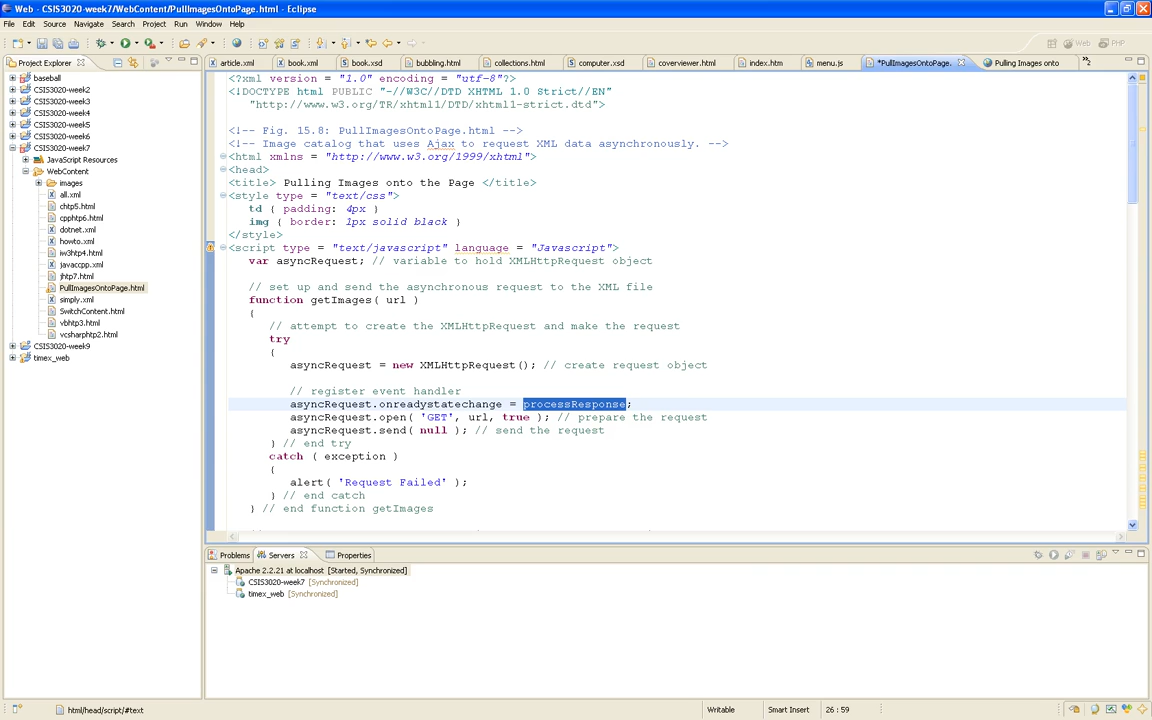 Web - CSIS3020-week7/WebContent/PullImagesOntoPage.html - Eclipse
File Edit Source Navigate Search Project Run Window Help
Web PHP
Project Explorer
article.xml book.xml book.xsd bubbling.html collections.html computer.xsd coverviewer.html index.htm menu.js *PullImagesOntoPage. Pulling Images onto
baseball
CSIS3020-week2
CSIS3020-week3
CSIS3020-week4
CSIS3020-week5
CSIS3020-week6
CSIS3020-week7
JavaScript Resources
WebContent
images
all.xml
chtp5.html
cpphtp6.html
dotnet.xml
howto.xml
iw3htp4.html
javaccpp.xml
jhtp7.html
PullImagesOntoPage.html
simply.xml
SwitchContent.html
vbhtp3.html
vcsharphtp2.html
CSIS3020-week9
timex_web
<?xml version = "1.0" encoding = "utf-8"?>
<!DOCTYPE html PUBLIC "-//W3C//DTD XHTML 1.0 Strict//EN"
"http://www.w3.org/TR/xhtml1/DTD/xhtml1-strict.dtd">
<!-- Fig. 15.8: PullImagesOntoPage.html -->
<!-- Image catalog that uses Ajax to request XML data asynchronously. -->
<html xmlns = "http://www.w3.org/1999/xhtml">
<head>
<title> Pulling Images onto the Page </title>
<style type = "text/css">
td { padding: 4px }
img { border: 1px solid black }
</style>
<script type = "text/javascript" language = "Javascript">
var asyncRequest; // variable to hold XMLHttpRequest object
// set up and send the asynchronous request to the XML file
function getImages( url )
{
// attempt to create the XMLHttpRequest and make the request
try
{
asyncRequest = new XMLHttpRequest(); // create request object
// register event handler
asyncRequest.onreadystatechange = processResponse;
asyncRequest.open( 'GET', url, true ); // prepare the request
asyncRequest.send( null ); // send the request
} // end try
catch ( exception )
{
alert( 'Request Failed' );
} // end catch
} // end function getImages
Problems Servers Properties
Apache 2.2.21 at localhost [Started, Synchronized]
CSIS3020-week7 [Synchronized]
timex_web [Synchronized]
html/head/script/#text Writable Smart Insert 26 : 59